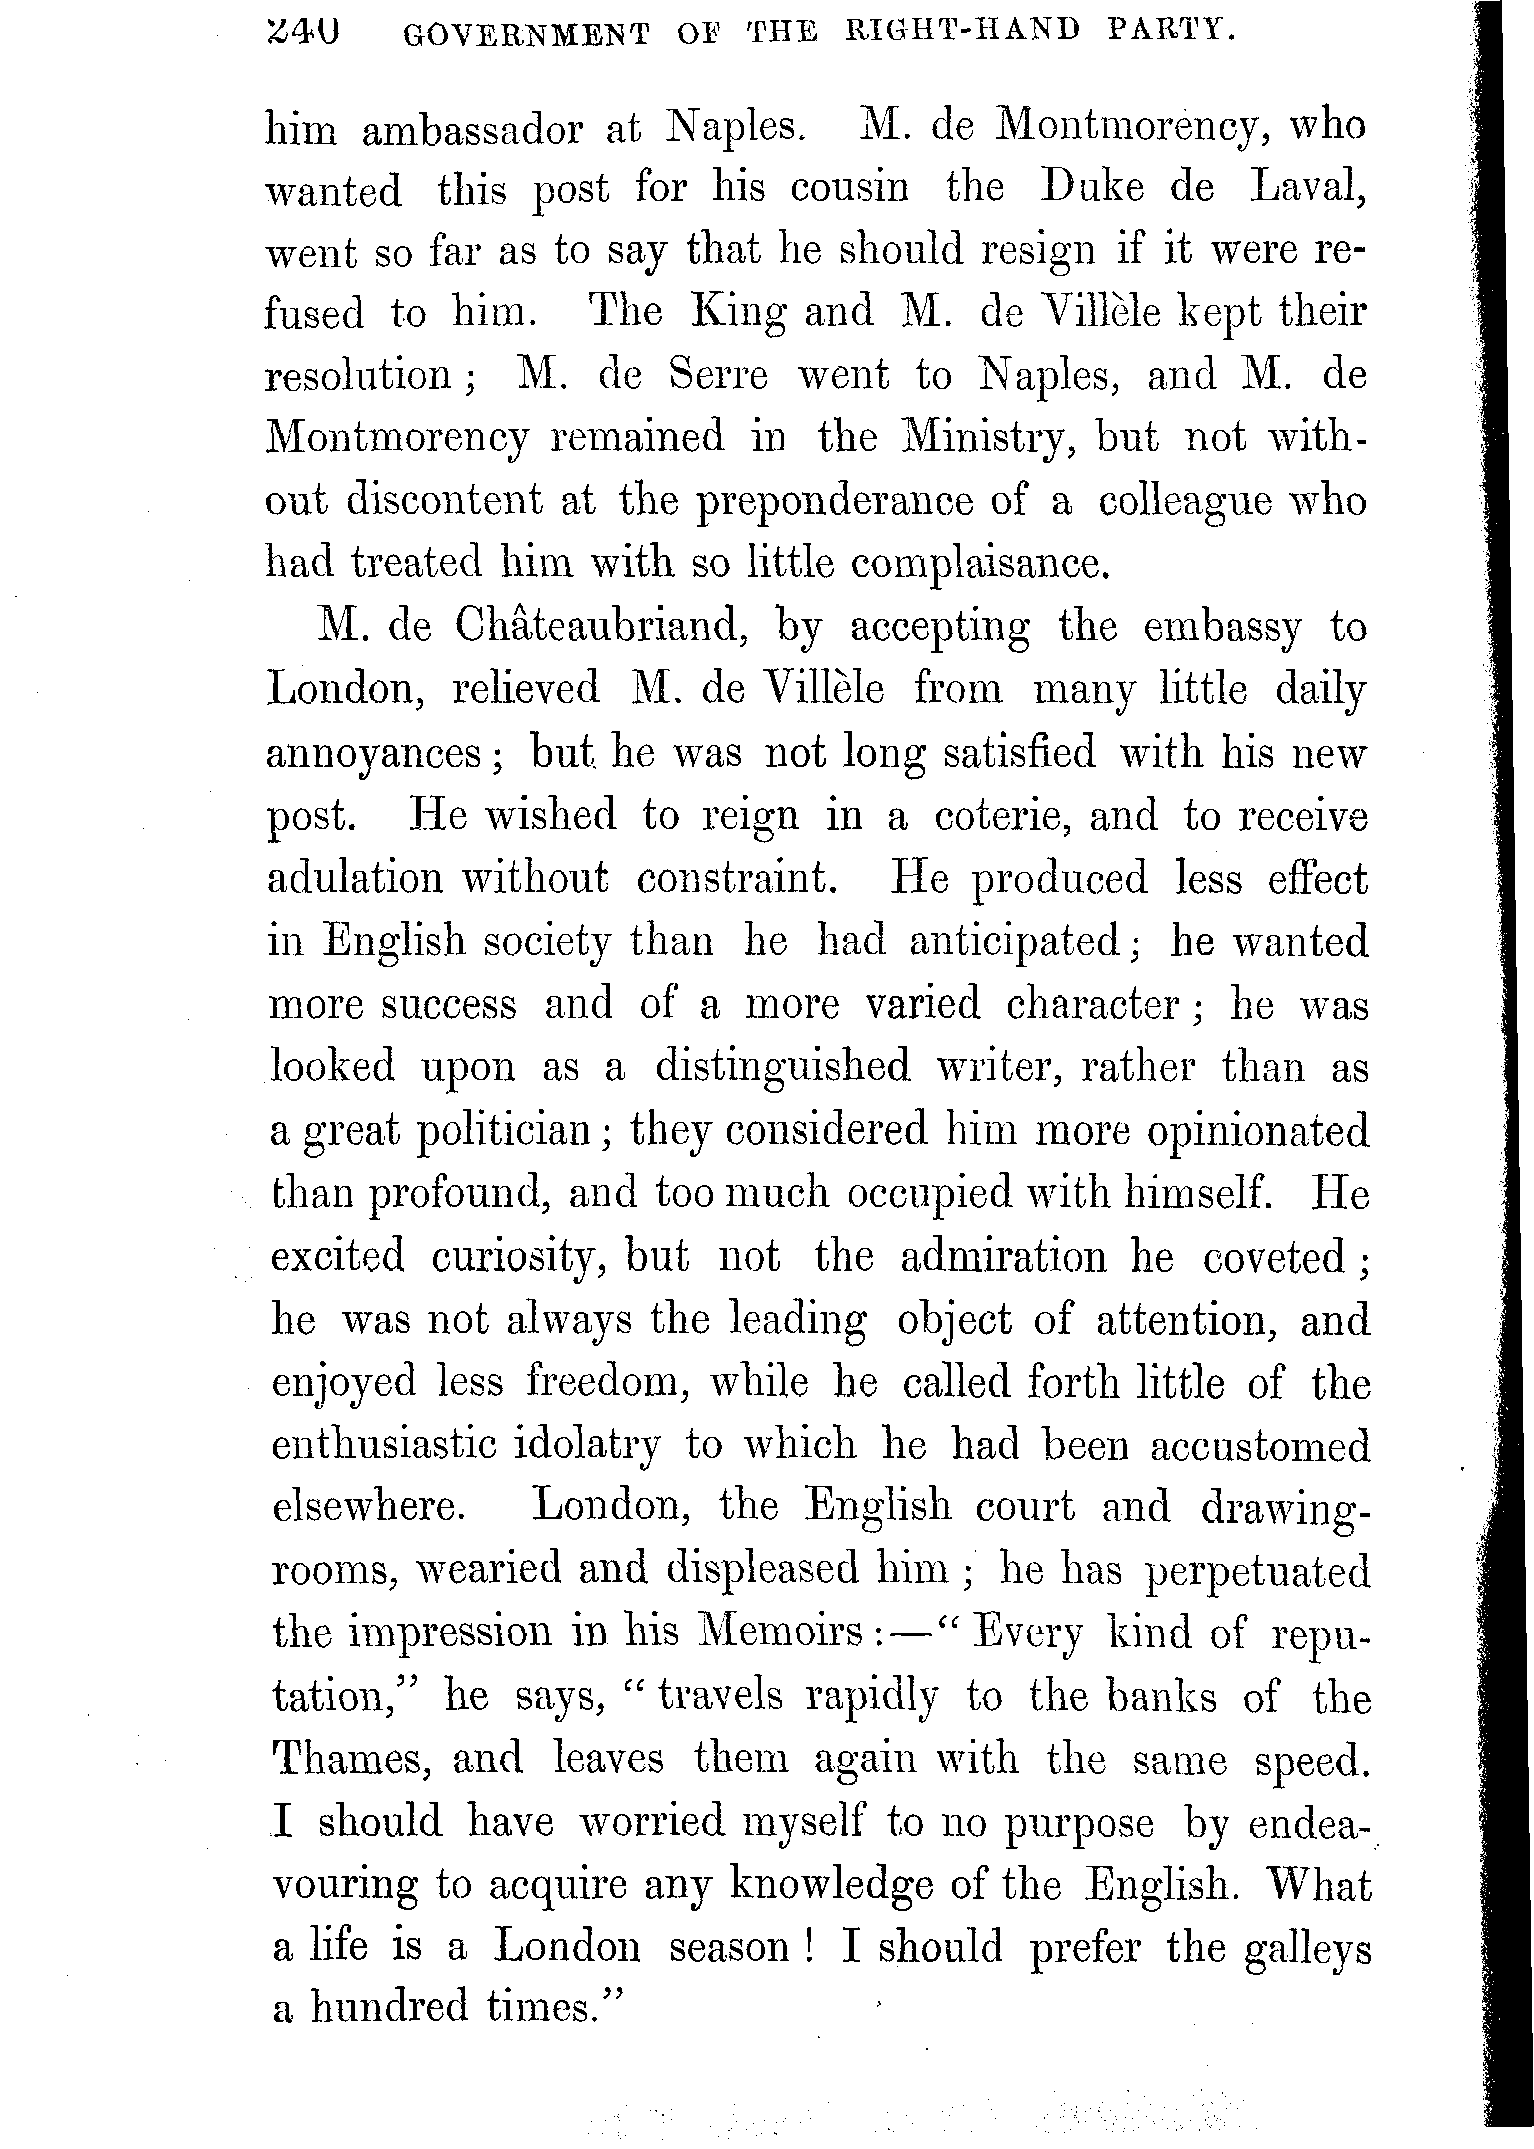 240 GOVERNMENT OF THE RIGHT-HAND PARTY.
him ambassador at Naples. M. de Montmorency, who
wanted this post for his cousin the Duke de Laval,
went so far as to say that he should resign if it were re-
fused to him. The King and M. de Villèle kept their
resolution; M. de Serre went to Naples, and M. de
Montmorency remained in the Ministry, but not with-
out discontent at the preponderance of a colleague who
had treated him with so little complaisance.
M. de Châteaubriand, by accepting the embassy to
London, relieved M. de Villèle from many little daily
annoyances; but he was not long satisfied with his new
post. He wished to reign in a coterie, and to receive
adulation without constraint. He produced less effect
in English society than he had anticipated; he wanted
more success and of a more varied character; he was
looked upon as a distinguished writer, rather than as
a great politician; they considered him more opinionated
than profound, and too much occupied with himself. He
excited curiosity, but not the admiration he coveted;
he was not always the leading object of attention, and
enjoyed less freedom, while he called forth little of the
enthusiastic idolatry to which he had been accustomed
elsewhere. London, the English court and drawing-
rooms, wearied and displeased him; he has perpetuated
the impression in his Memoirs:—"Every kind of repu-
tation," he says, "travels rapidly to the banks of the
Thames, and leaves them again with the same speed.
I should have worried myself to no purpose by endea-
vouring to acquire any knowledge of the English. What
a life is a London season! I should prefer the galleys
a hundred times."